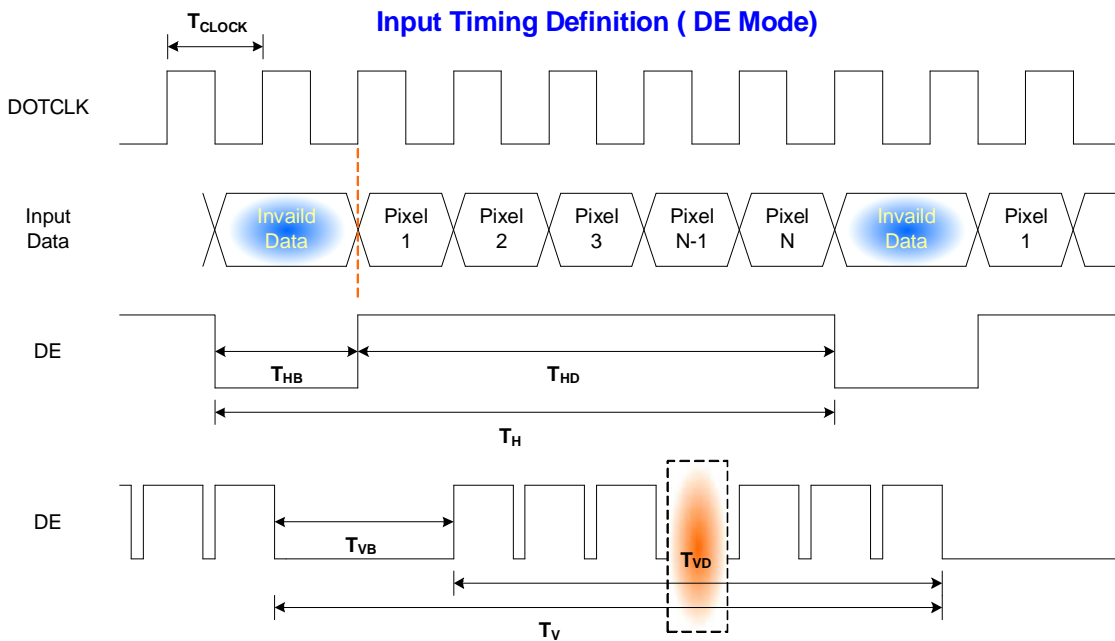 Input Timing Definition ( DE Mode)
TCLOCK
DOTCLK
Input
Data
Invaild
Data
Pixel
1
Pixel
2
Pixel
3
Pixel
N-1
Pixel
N
Invaild
Data
Pixel
1
DE
THB
THD
TH
DE
TVB
TVD
TV